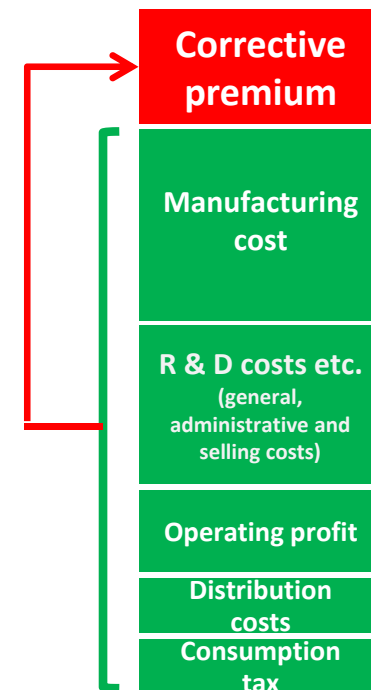 Corrective
premium
Manufacturing
cost
R & D costs etc.
(general,
administrative and
selling costs)
Operating profit
Distribution
costs
Consumption
tax